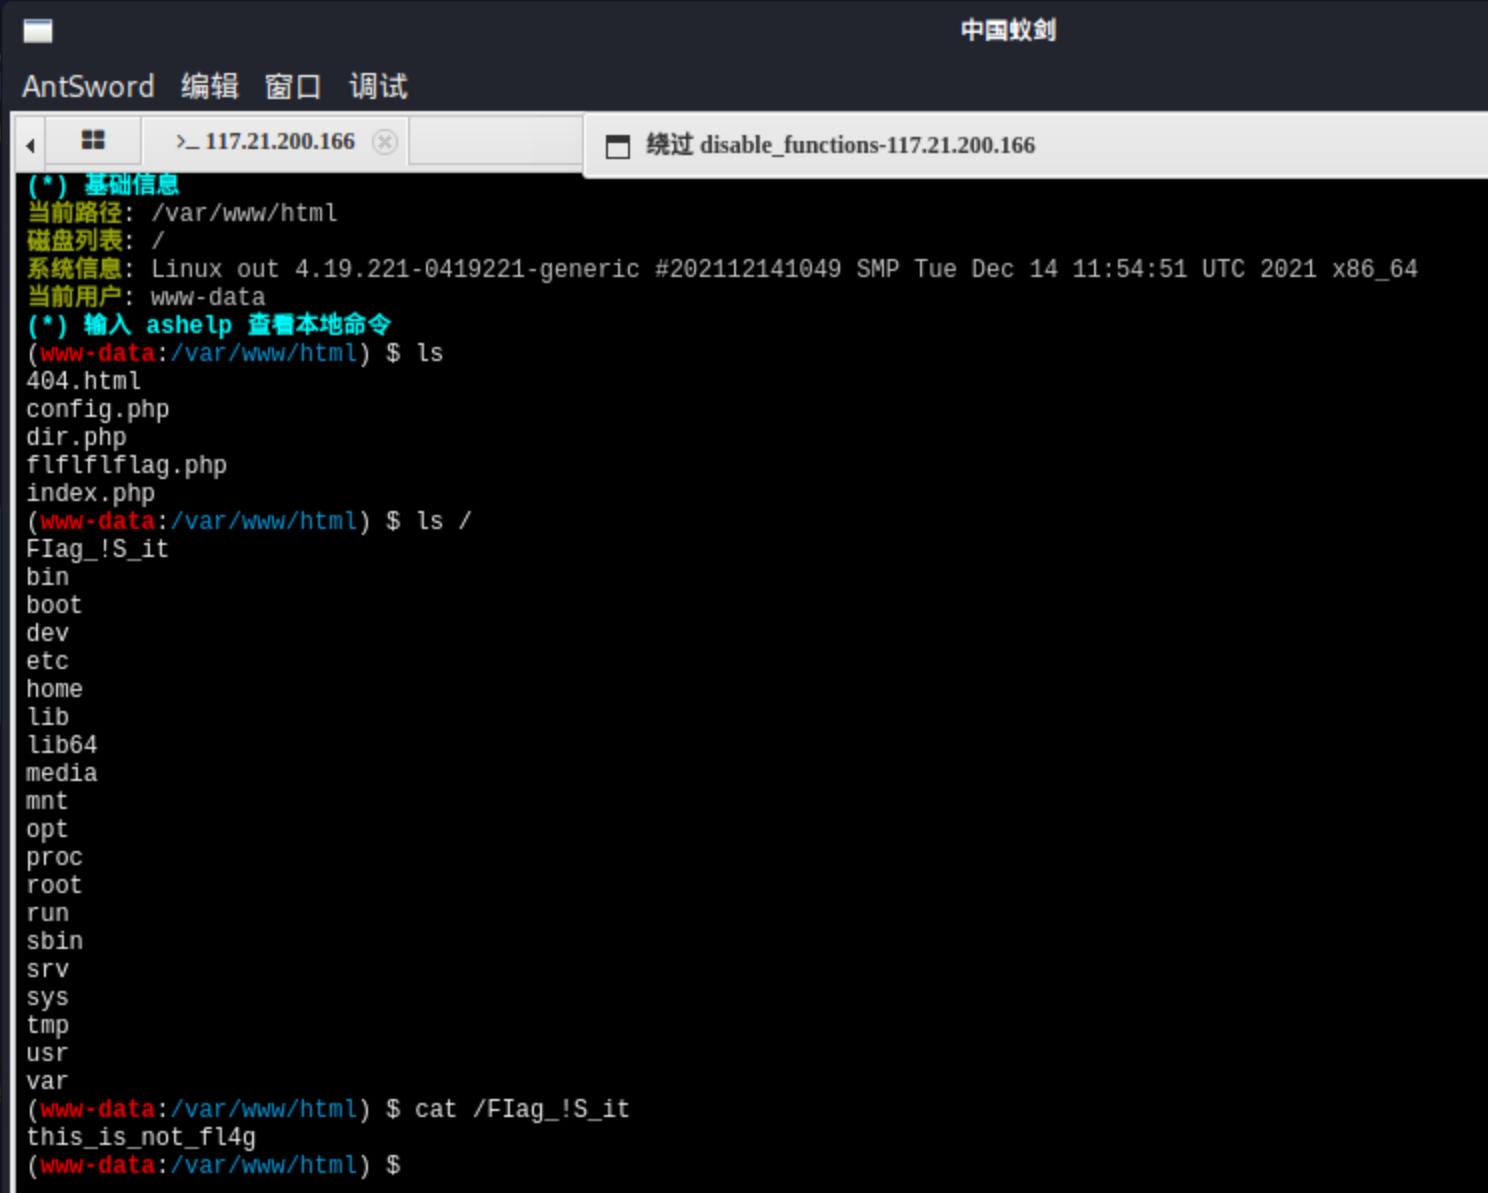 中国蚁剑
AntSword 编辑 窗口 调试
>_ 117.21.200.166
绕过 disable_functions-117.21.200.166
(*) 基础信息
当前路径: /var/www/html
磁盘列表: /
系统信息: Linux out 4.19.221-0419221-generic #202112141049 SMP Tue Dec 14 11:54:51 UTC 2021 x86_64
当前用户: www-data
(*) 输入 ashelp 查看本地命令
(www-data:/var/www/html) $ ls
404.html
config.php
dir.php
flflflflag.php
index.php
(www-data:/var/www/html) $ ls /
FIag_!S_it
bin
boot
dev
etc
home
lib
lib64
media
mnt
opt
proc
root
run
sbin
srv
sys
tmp
usr
var
(www-data:/var/www/html) $ cat /FIag_!S_it
this_is_not_fl4g
(www-data:/var/www/html) $